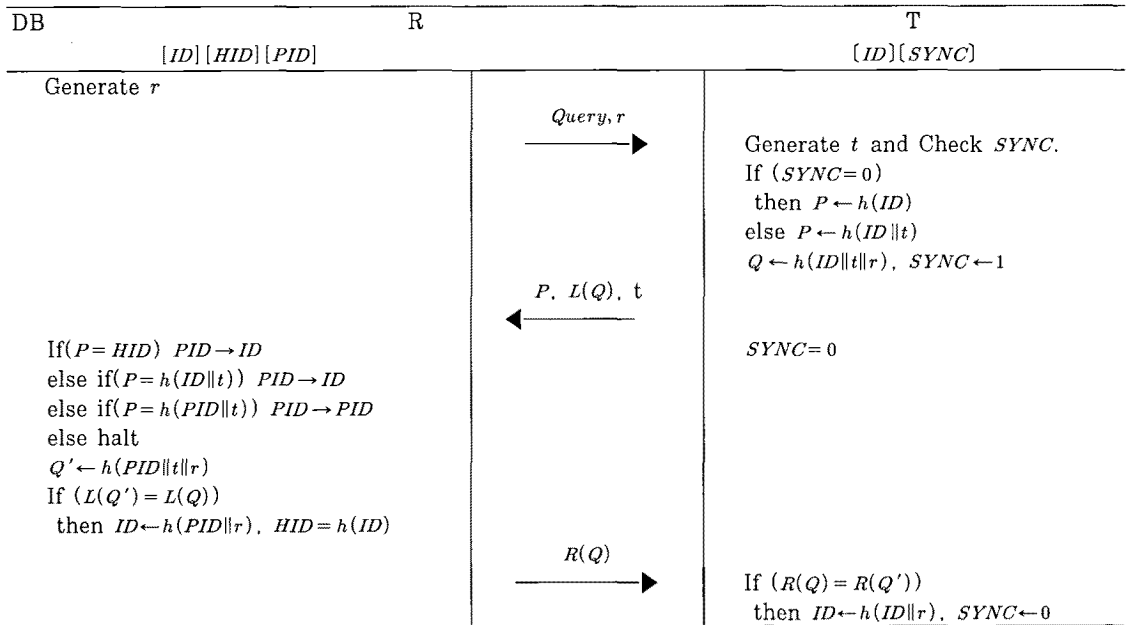 DB R T
[ID][HID][PID] [ID][SYNC]
Generate r
Query, r
Generate t and Check SYNC.
If (SYNC=0)
then P ← h(ID)
else P ← h(ID∥t)
Q ← h(ID∥t∥r), SYNC←1
P, L(Q), t
If(P= HID) PID→ID
SYNC=0
else if(P= h(ID∥t)) PID→ID
else if(P= h(PID∥t)) PID→PID
else halt
Q'← h(PID∥t∥r)
If (L(Q')= L(Q))
then ID←h(PID∥r), HID= h(ID)
R(Q)
If (R(Q)= R(Q'))
then ID←h(ID∥r), SYNC←0